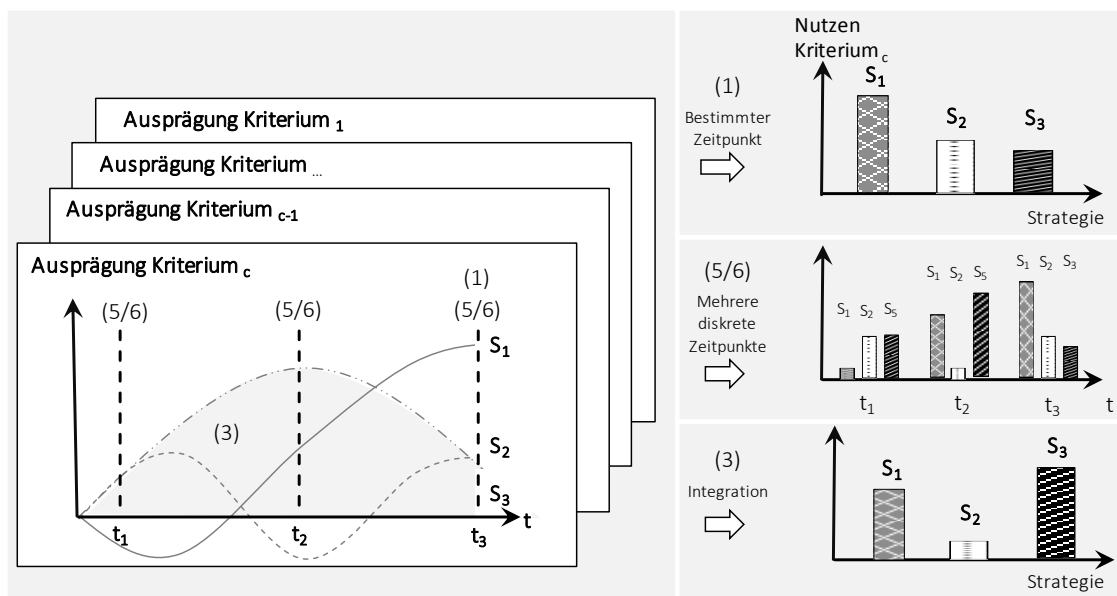 Ausprägung Kriterium 1
Ausprägung Kriterium ...
Ausprägung Kriterium c-1
Ausprägung Kriterium c
(1)
(5/6) (5/6) (5/6)
S1
(3)
S2
S3
t1 t2 t3 t
(1)
Bestimmter
Zeitpunkt
Nutzen
Kriterium c
S1 S2 S3
Strategie
(5/6)
Mehrere
diskrete
Zeitpunkte
S1 S2 S5 S1 S2 S5 S1 S2 S3
t1 t2 t3 t
(3)
Integration
S1 S2 S3
Strategie